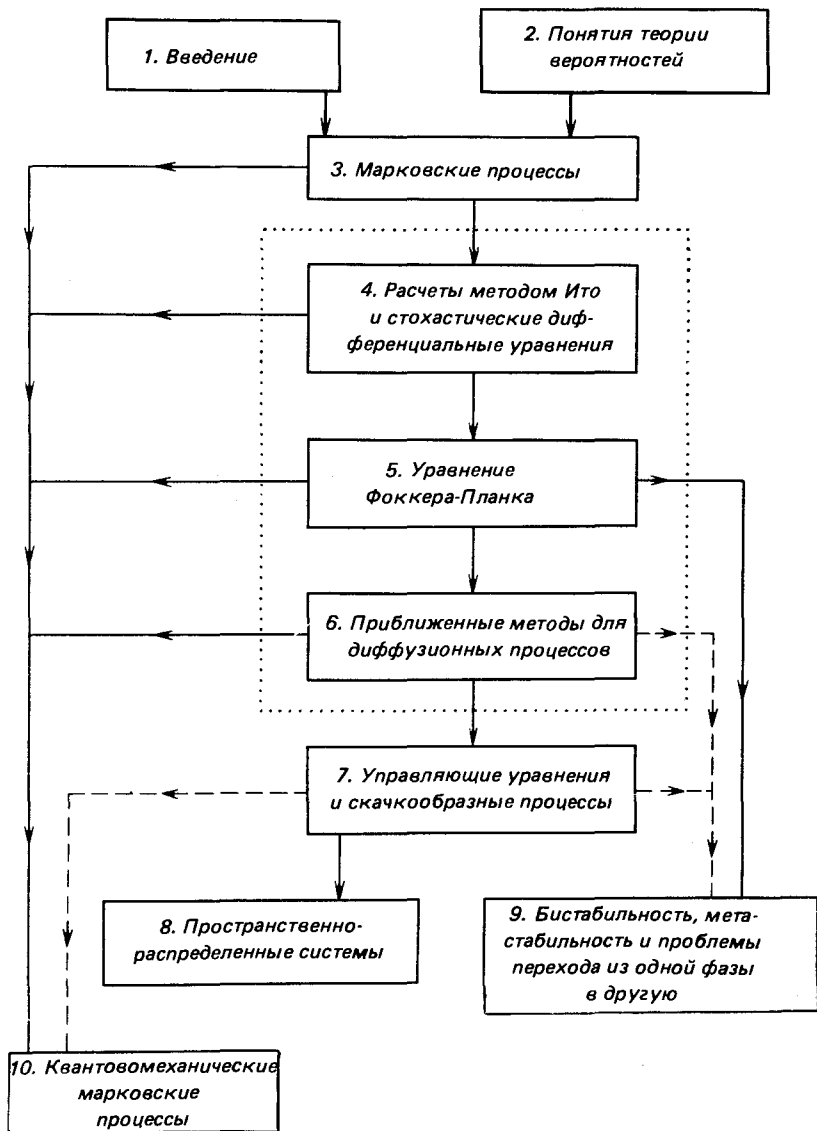 1. Введение
2. Понятия теории
вероятностей
3. Марковские процессы
4. Расчеты методом Ито
и стохастические диф-
ференциальные уравнения
5. Уравнение
Фоккера-Планка
6. Приближенные методы для
диффузионных процессов
7. Управляющие уравнения
и скачкообразные процессы
8. Пространственно-
распределенные системы
9. Бистабильность, мета-
стабильность и проблемы
перехода из одной фазы
в другую
10. Квантовомеханические
марковские
процессы